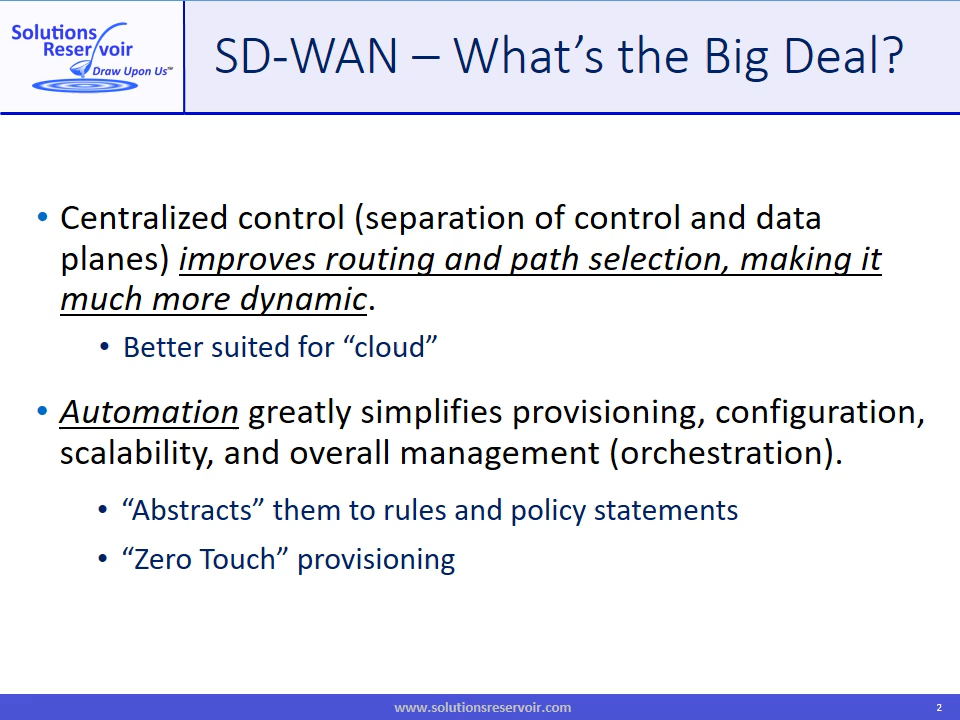 Solutions
Reservoir
Draw Upon Us™
SD-WAN – What’s the Big Deal?
• Centralized control (separation of control and data
planes) improves routing and path selection, making it
much more dynamic.
• Better suited for “cloud”
• Automation greatly simplifies provisioning, configuration,
scalability, and overall management (orchestration).
• “Abstracts” them to rules and policy statements
• “Zero Touch” provisioning
www.solutionsreservoir.com
2